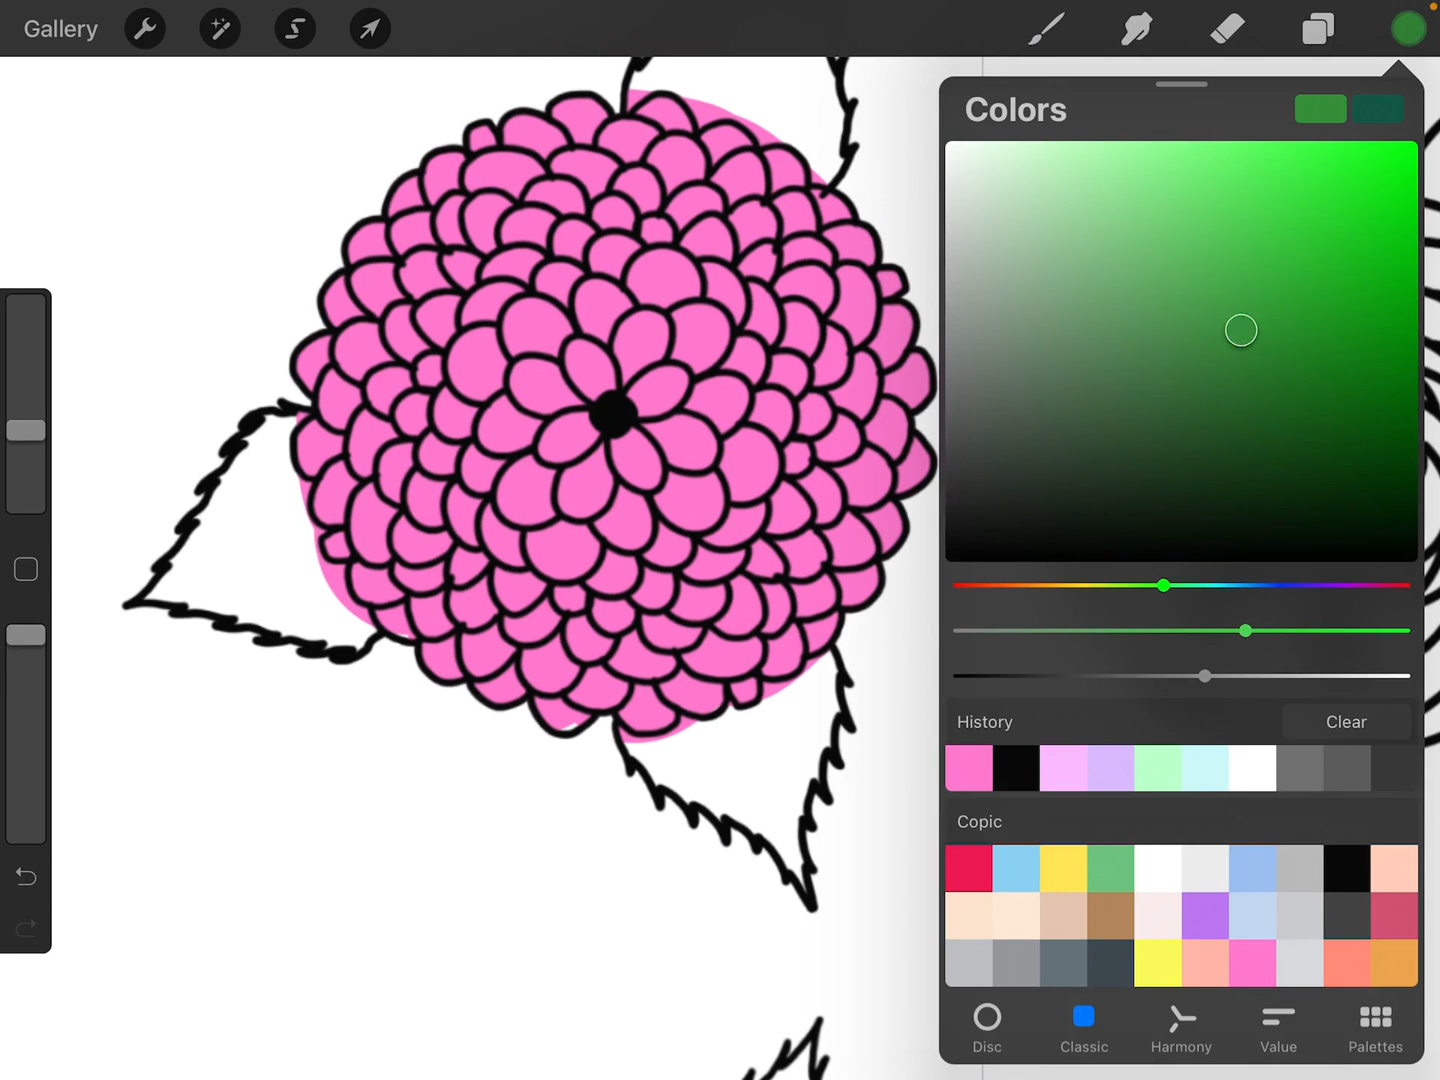 Gallery
Colors
History
Clear
Copic
Disc
Classic
Harmony
Value
Palettes